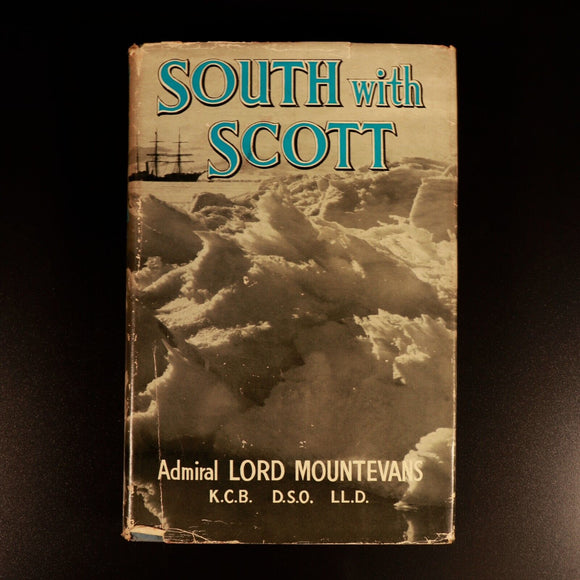 SOUTH with
SCOTT
Admiral LORD MOUNTEVANS
K.C.B. D.S.O. LL.D.